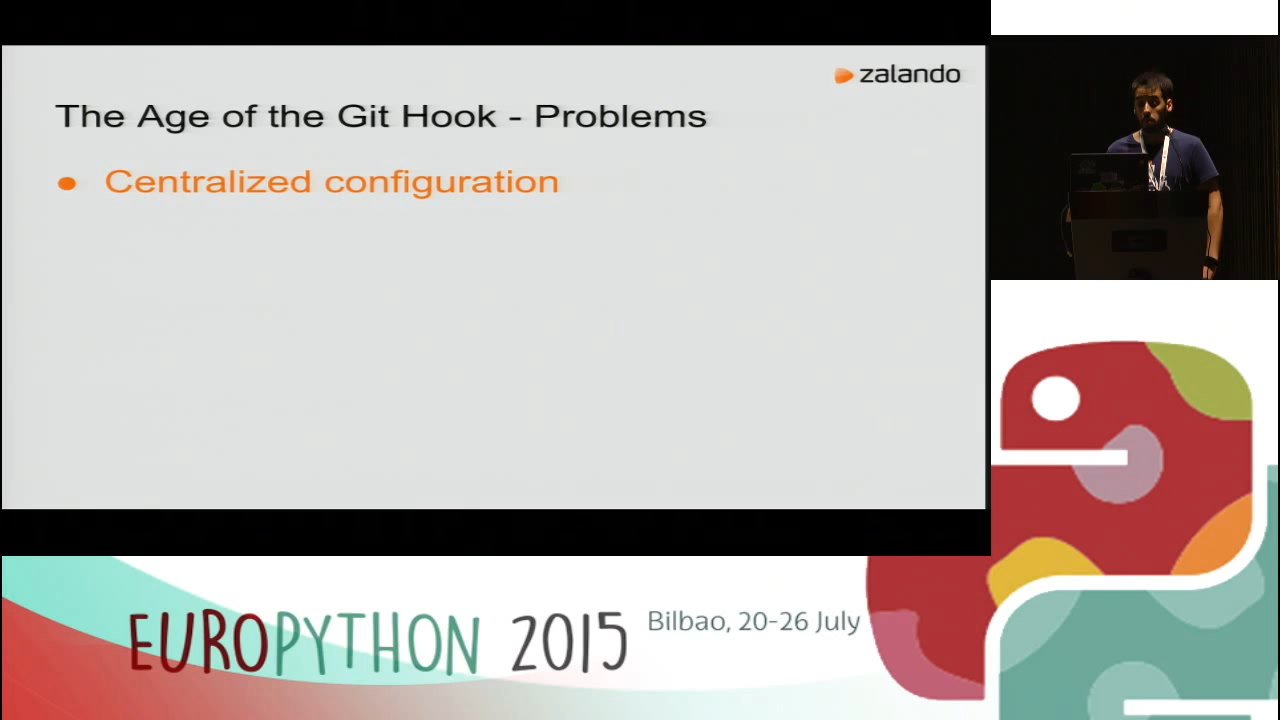 zalando
The Age of the Git Hook - Problems
● Centralized configuration
EUROPYTHON 2015
Bilbao, 20-26 July